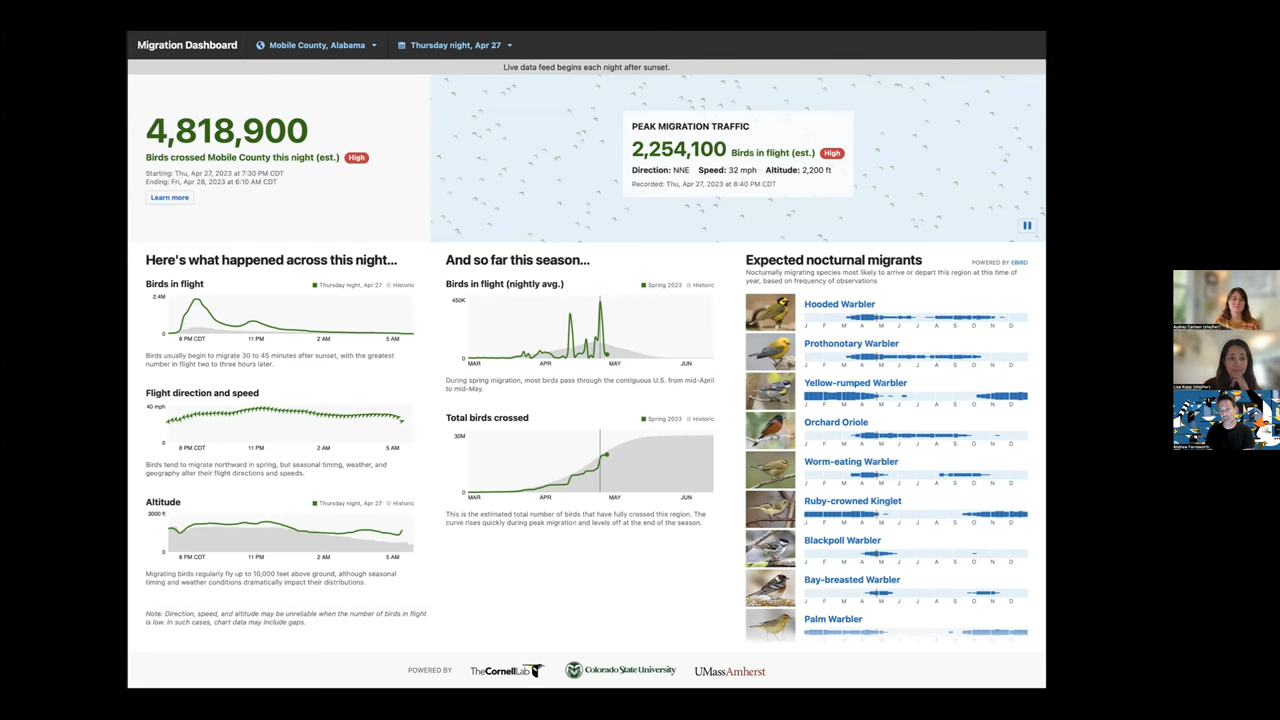 Migration Dashboard
Mobile County, Alabama
Thursday night, Apr 27
Live data feed begins each night after sunset.
4,818,900
Birds crossed Mobile County this night (est.) High
Starting: Thu, Apr 27, 2023 at 7:30 PM CDT
Ending: Fri, Apr 28, 2023 at 6:10 AM CDT
Learn more
PEAK MIGRATION TRAFFIC
2,254,100 Birds in flight (est.) High
Direction: NNE Speed: 32 mph Altitude: 2,200 ft
Recorded: Thu, Apr 27, 2023 at 8:40 PM CDT
Here's what happened across this night...
Birds in flight
Thursday night, Apr 27 Historic
2.4M
0
8 PM CDT 11 PM 2 AM 5 AM
Birds usually begin to migrate 30 to 45 minutes after sunset, with the greatest
number in flight two to three hours later.
Flight direction and speed
Thursday night, Apr 27
40 mph
0
8 PM CDT 11 PM 2 AM 5 AM
Birds tend to migrate northward in spring, but seasonal timing, weather, and
geography alter their flight directions and speeds.
Altitude
Thursday night, Apr 27 Historic
3000 ft
0
8 PM CDT 11 PM 2 AM 5 AM
Migrating birds regularly fly up to 10,000 feet above ground, although seasonal
timing and weather conditions dramatically impact their distributions.
Note: Direction, speed, and altitude may be unreliable when the number of birds in flight
is low. In such cases, chart data may include gaps.
And so far this season...
Birds in flight (nightly avg.)
Spring 2023 Historic
450K
0
MAR APR MAY JUN
During spring migration, most birds pass through the contiguous U.S. from mid-April
to mid-May.
Total birds crossed
Spring 2023 Historic
30M
0
MAR APR MAY JUN
This is the estimated total number of birds that have fully crossed this region. The
curve rises quickly during peak migration and levels off at the end of the season.
Expected nocturnal migrants
POWERED BY EBIRD
Nocturnally migrating species most likely to arrive or depart this region at this time of
year, based on frequency of observations
Hooded Warbler
J F M A M J J A S O N D
Prothonotary Warbler
J F M A M J J A S O N D
Yellow-rumped Warbler
J F M A M J J A S O N D
Orchard Oriole
J F M A M J J A S O N D
Worm-eating Warbler
J F M A M J J A S O N D
Ruby-crowned Kinglet
J F M A M J J A S O N D
Blackpoll Warbler
J F M A M J J A S O N D
Bay-breasted Warbler
J F M A M J J A S O N D
Palm Warbler
POWERED BY
TheCornellLab
Colorado State University
UMassAmherst
Audrey Carlsen (she/her)
Lisa Kopp (she/her)
Andrew Farnsworth